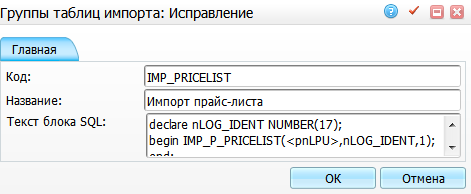 Группы таблиц импорта: Исправление
Главная
Код: IMP_PRICELIST
Название: Импорт прайс-листа
Текст блока SQL: declare nLOG_IDENT NUMBER(17);
begin IMP_P_PRICELIST(<pnLPU>,nLOG_IDENT,1);
end;
OK Отмена